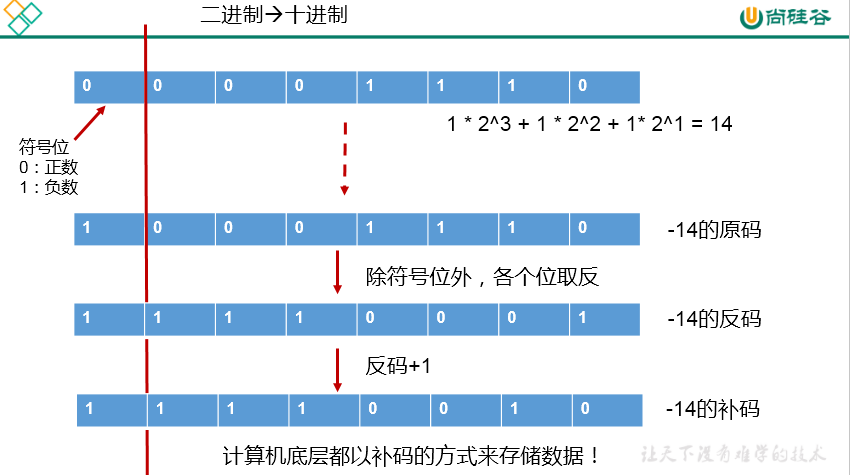 二进制→十进制
尚硅谷
0 0 0 0 1 1 1 0
1 * 2^3 + 1 * 2^2 + 1* 2^1 = 14
符号位
0：正数
1：负数
1 0 0 0 1 1 1 0
-14的原码
除符号位外，各个位取反
1 1 1 1 0 0 0 1
-14的反码
反码+1
1 1 1 1 0 0 1 0
-14的补码
计算机底层都以补码的方式来存储数据！
让天下没有难学的技术